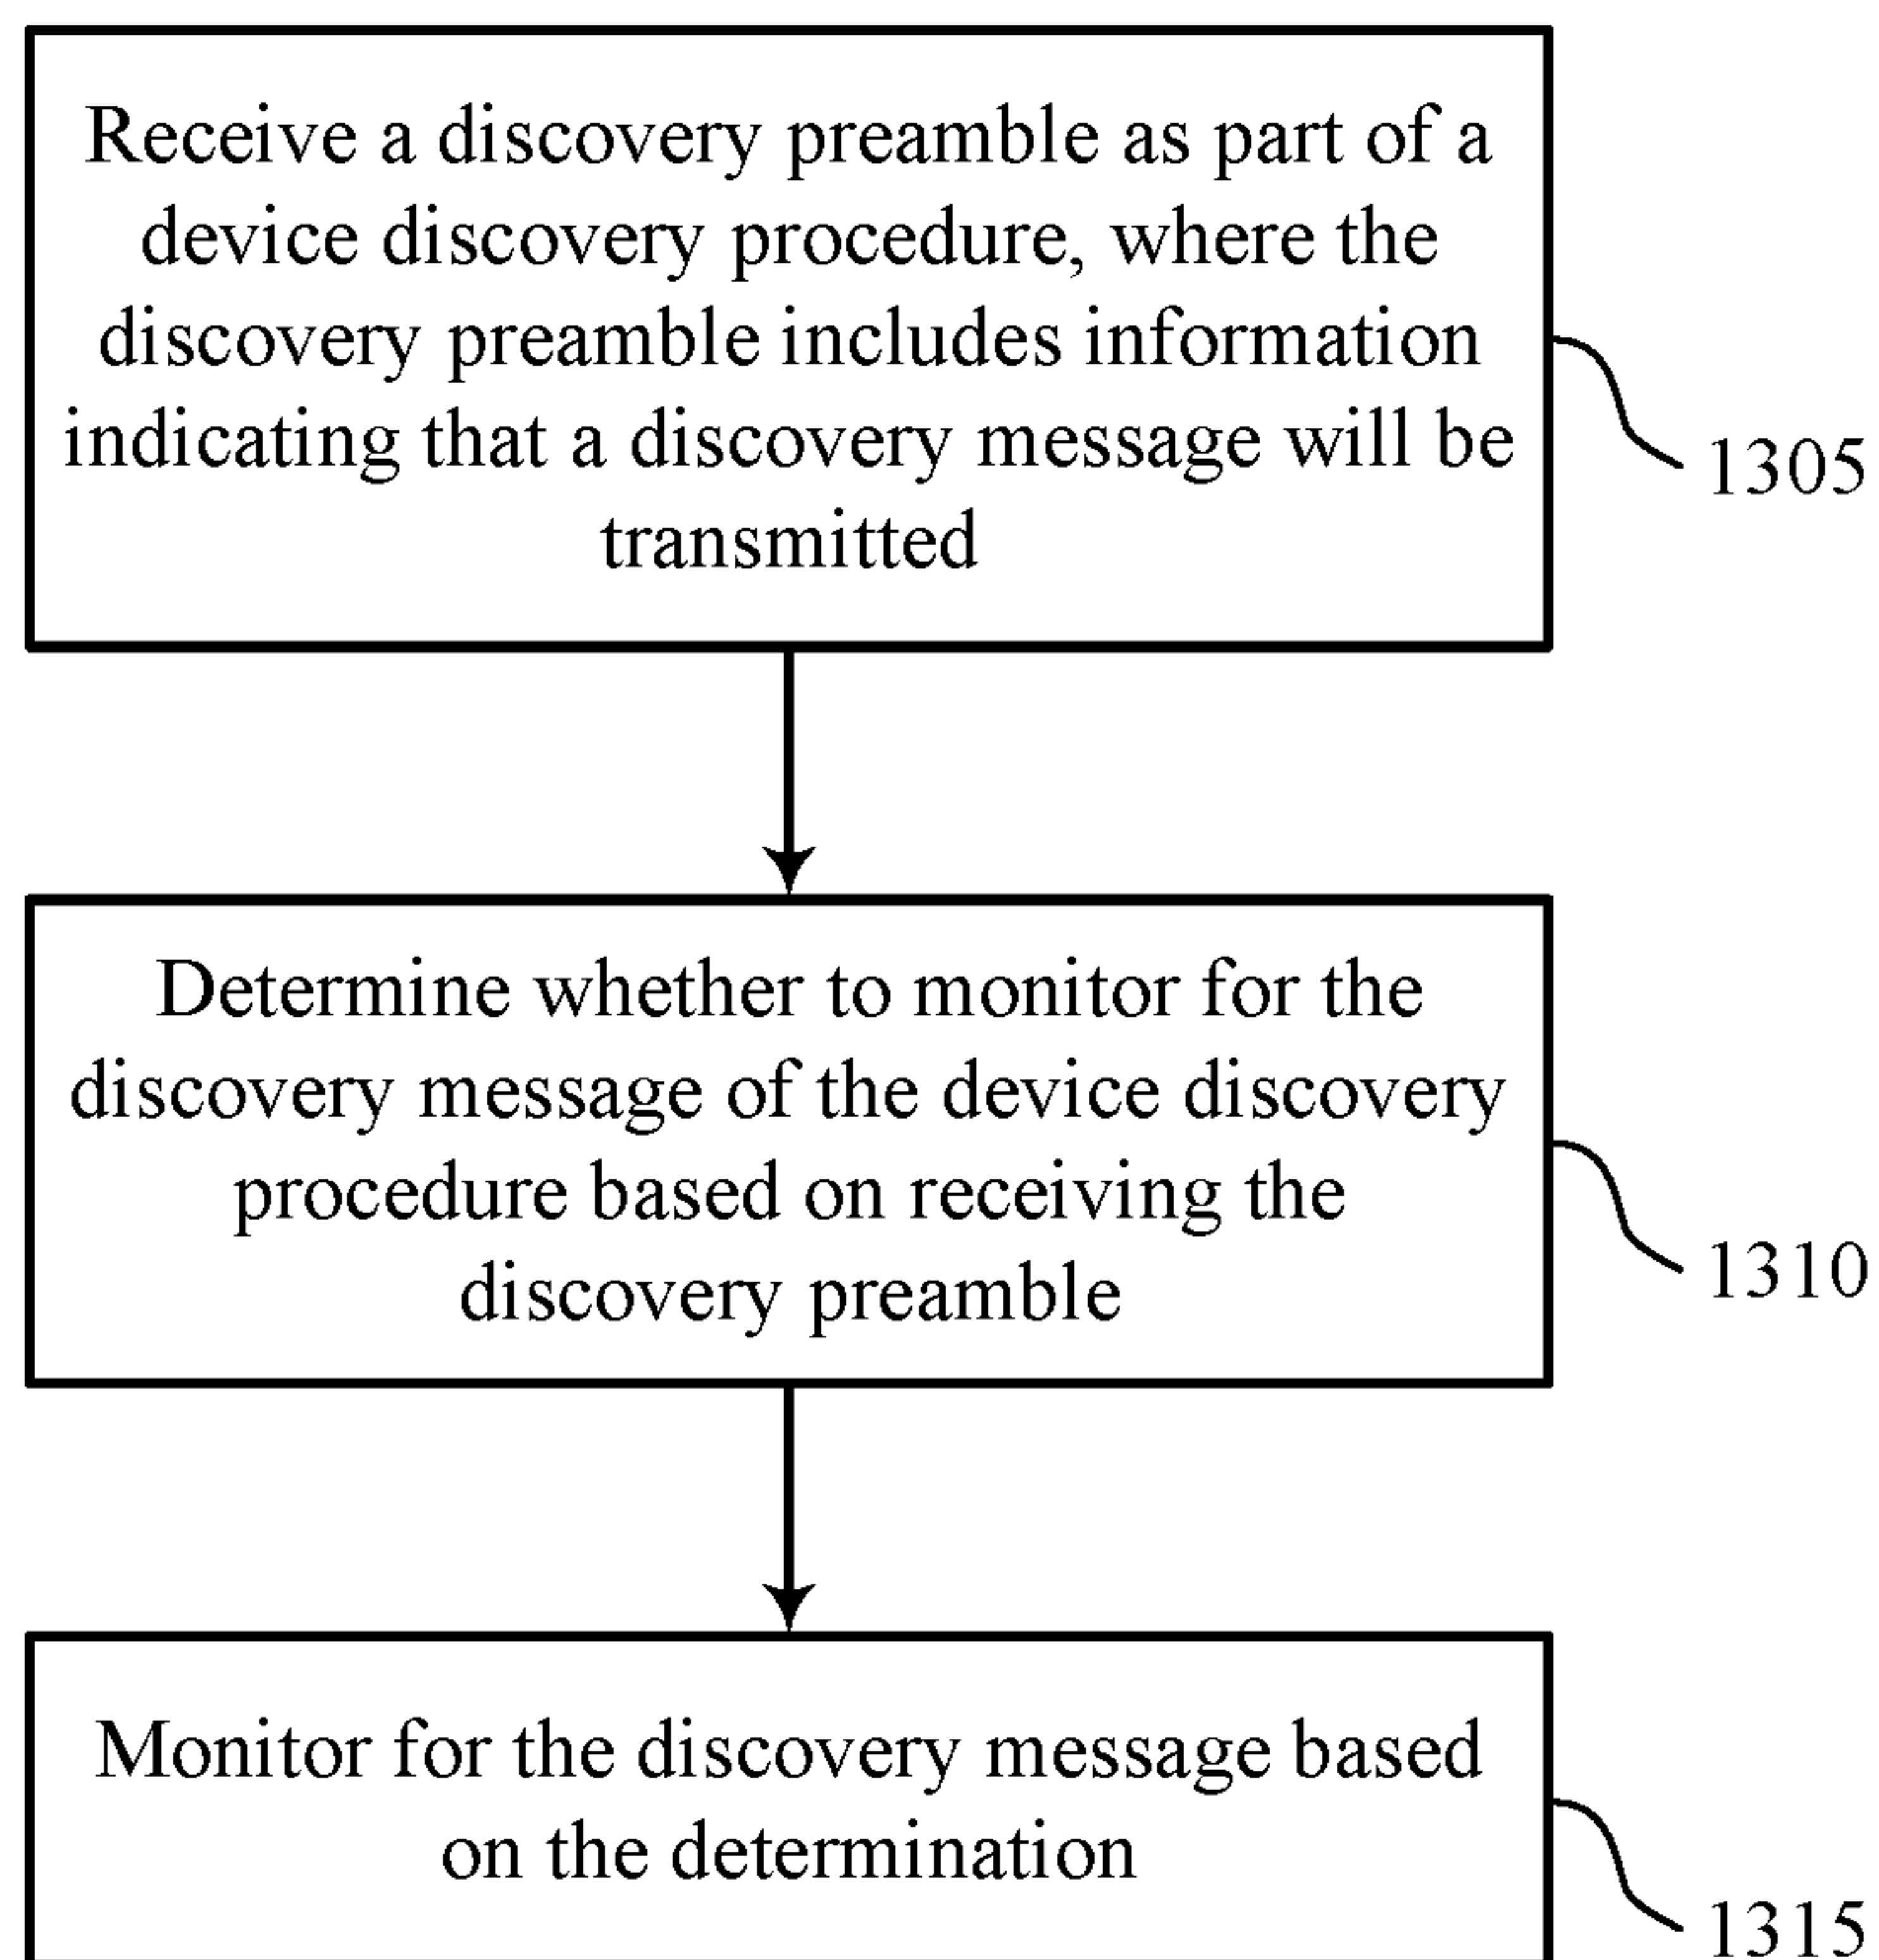 Receive a discovery preamble as part of a
device discovery procedure, where the
discovery preamble includes information
indicating that a discovery message will be
transmitted
1305
Determine whether to monitor for the
discovery message of the device discovery
procedure based on receiving the
discovery preamble
1310
Monitor for the discovery message based
on the determination
1315